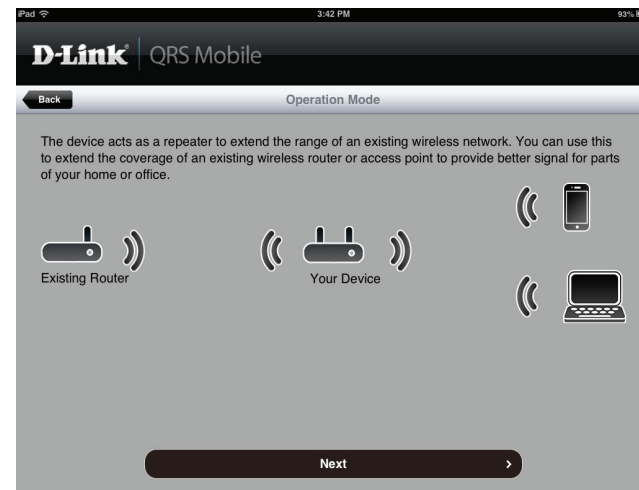 iPad 3:42 PM 93%
D-Link QRS Mobile
Back Operation Mode
The device acts as a repeater to extend the range of an existing wireless network. You can use this
to extend the coverage of an existing wireless router or access point to provide better signal for parts
of your home or office.
Existing Router Your Device
Next